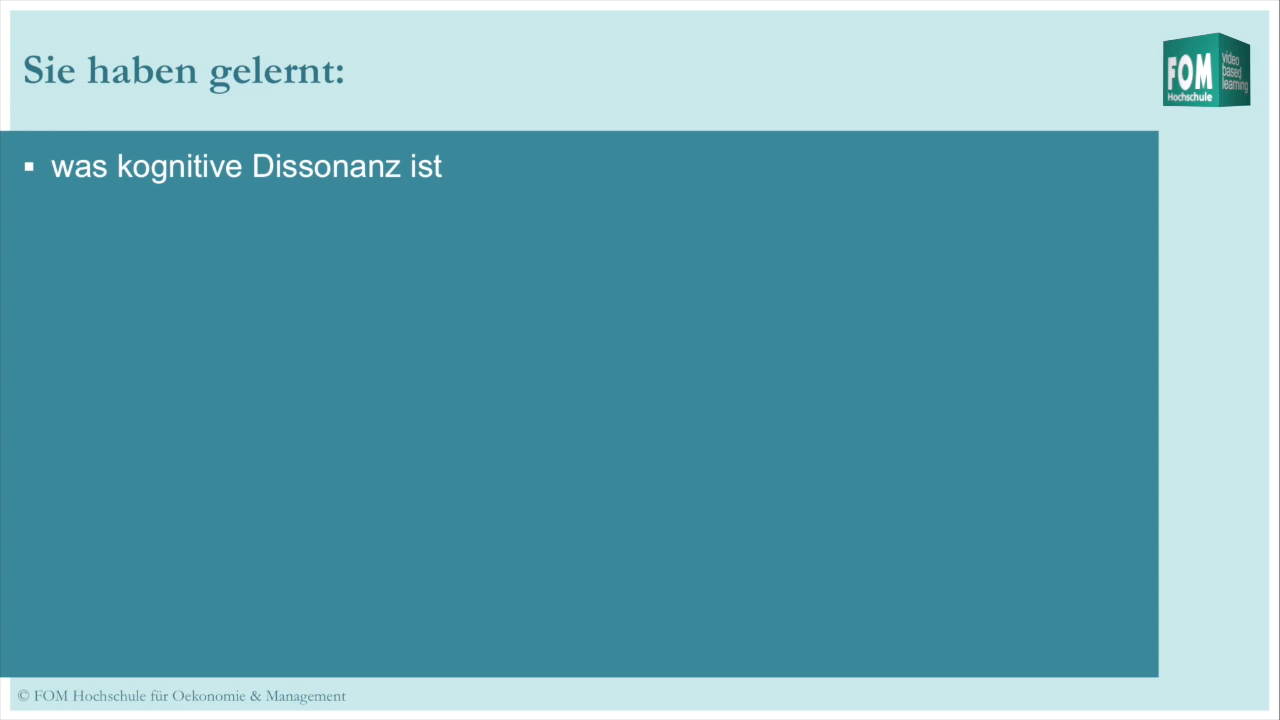 Sie haben gelernt:
FOM
Hochschule
video
based
learning
▪ was kognitive Dissonanz ist
© FOM Hochschule für Oekonomie & Management